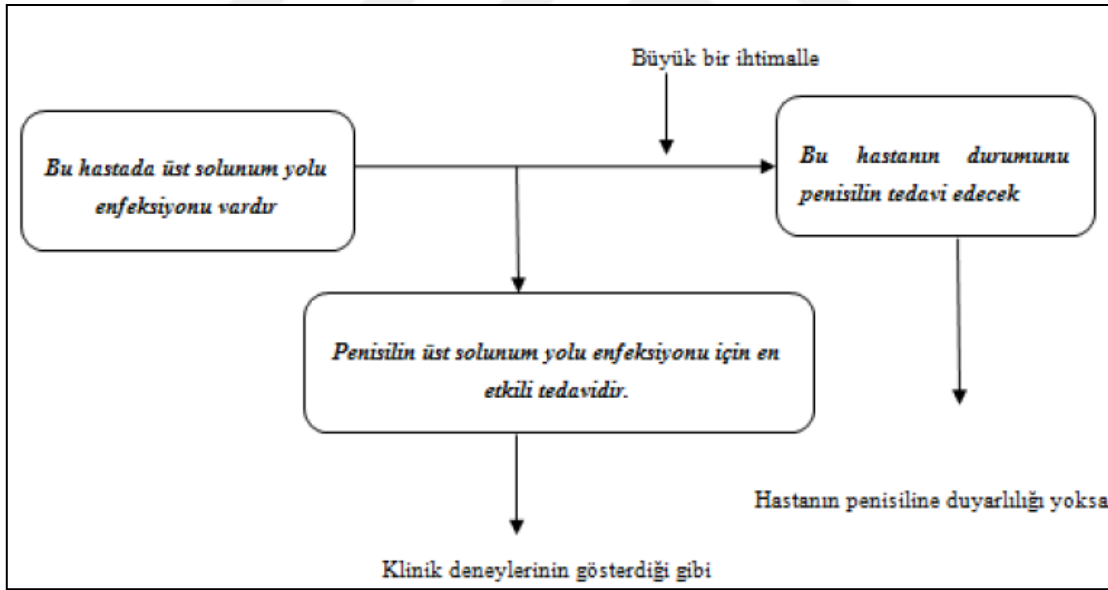 Büyük bir ihtimalle
Bu hastada üst solunum yolu
enfeksiyonu vardır
Bu hastanın durumunu
penisilin tedavi edecek
Penisilin üst solunum yolu enfeksiyonu için en
etkili tedavidir.
Hastanın penisiline duyarlılığı yoksa
Klinik deneylerinin gösterdiği gibi